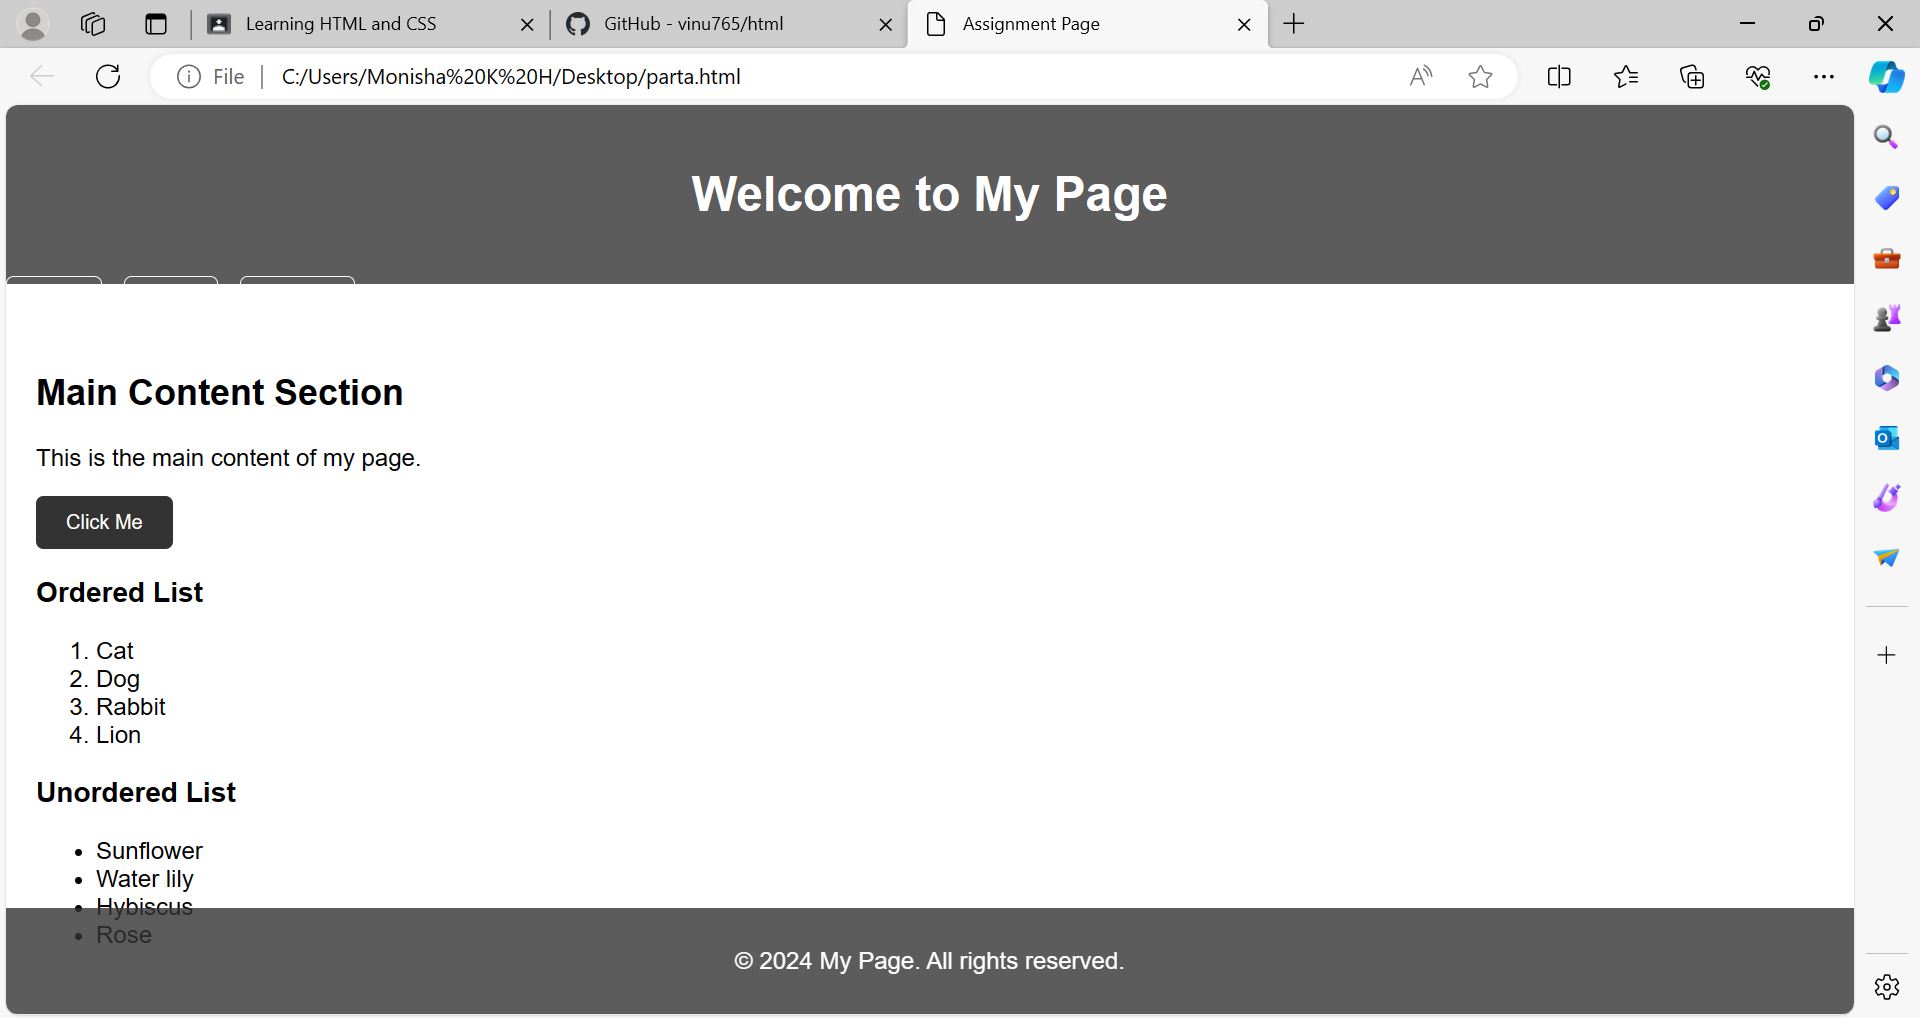 Learning HTML and CSS
GitHub - vinu765/html
Assignment Page
File
C:/Users/Monisha%20K%20H/Desktop/parta.html
Welcome to My Page
Main Content Section
This is the main content of my page.
Click Me
Ordered List
1. Cat
2. Dog
3. Rabbit
4. Lion
Unordered List
• Sunflower
• Water lily
• Hybiscus
• Rose
© 2024 My Page. All rights reserved.